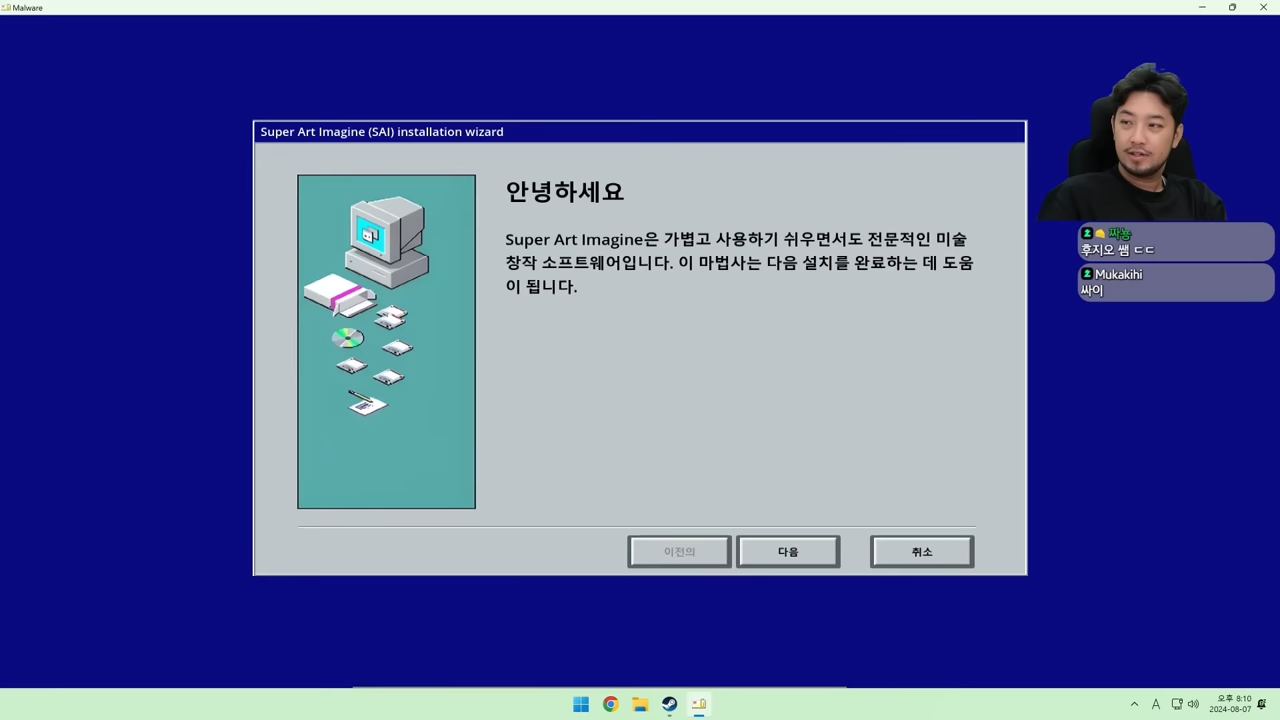 Malware
Super Art Imagine (SAI) installation wizard
안녕하세요
Super Art Imagine은 가볍고 사용하기 쉬우면서도 전문적인 미술
창작 소프트웨어입니다. 이 마법사는 다음 설치를 완료하는 데 도움
이 됩니다.
이전의
다음
취소
2
후지오 쌤 ㄷㄷ
2 Mukakihi
싸이
A
오후 8:10
2024-08-07